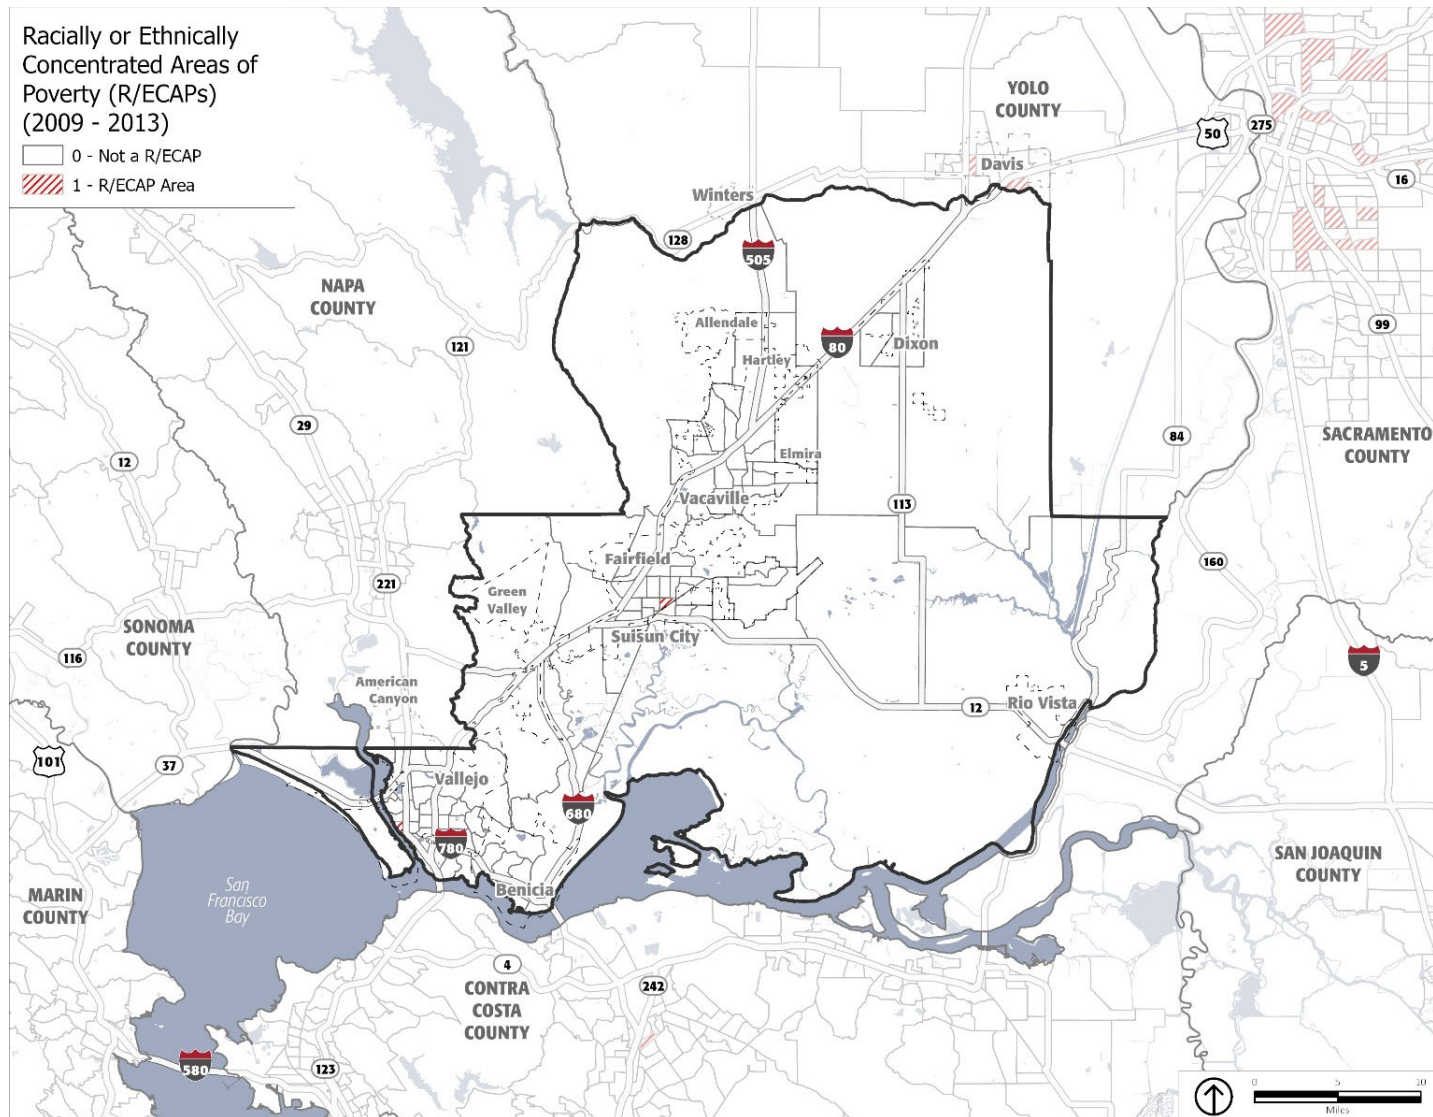 Racially or Ethnically
Concentrated Areas of
Poverty (R/ECAPs)
(2009 - 2013)
0 - Not a R/ECAP
1 - R/ECAP Area
YOLO
COUNTY
50
275
Davis
16
Winters
128
505
NAPA
COUNTY
Allendale
80
Dixon
99
121
Hartley
29
84
SACRAMENTO
COUNTY
12
Elmira
Vacaville
113
Fairfield
160
221
Green
Valley
SONOMA
COUNTY
Suisun City
116
5
American
Canyon
Rio Vista
12
101
37
Vallejo
680
780
San
Francisco
Bay
MARIN
COUNTY
Benicia
SAN JOAQUIN
COUNTY
4
CONTRA
COSTA
COUNTY
242
580
123
0
5
10
Miles